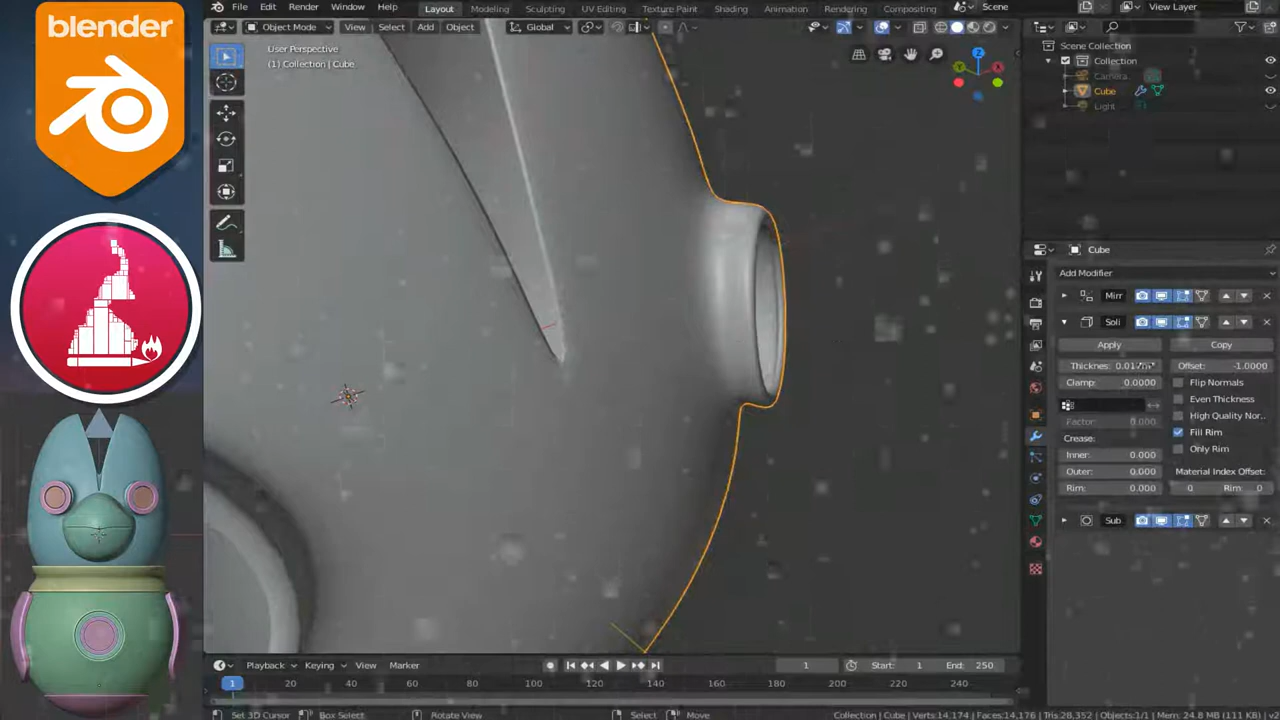 blender
File Edit Render Window Help
Layout Modeling Sculpting UV Editing Texture Paint Shading Animation Rendering Compositing
Scene
View Layer
Object Mode View Select Add Object
Global
User Perspective
(1) Collection | Cube
Scene Collection
Collection
Camera
Cube
Light
Cube
Add Modifier
Mirr
Soli
Apply Copy
Offset: -1.0000
Clamp: 0.0000
Flip Normals
Even Thickness
High Quality Nor..
Factor: 0.000
Fill Rim
Crease:
Only Rim
Inner: 0.000
Outer: 0.000
Material Index Offset:
Rim: 0.000
0 Rim: 0
Sub
Playback Keying View Marker
1 Start: 1 End: 250
1 20 40 60 80 100 120 140 160 180 200 220 240
Set 3D Cursor Box Select Rotate View Select Move
Collection | Cube | Verts:14,174 | Faces:14,176 | Tris:28,352 | Objects:1/1 | Mem: 24.8 MB (111 KB) | v2